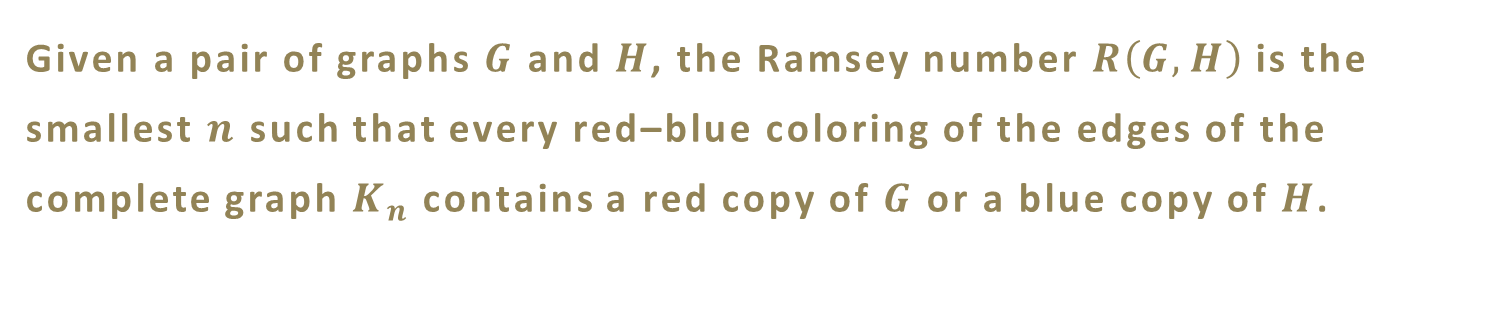 Given a pair of graphs G and H, the Ramsey number R(G, H) is the
smallest n such that every red–blue coloring of the edges of the
complete graph Kₙ contains a red copy of G or a blue copy of H.